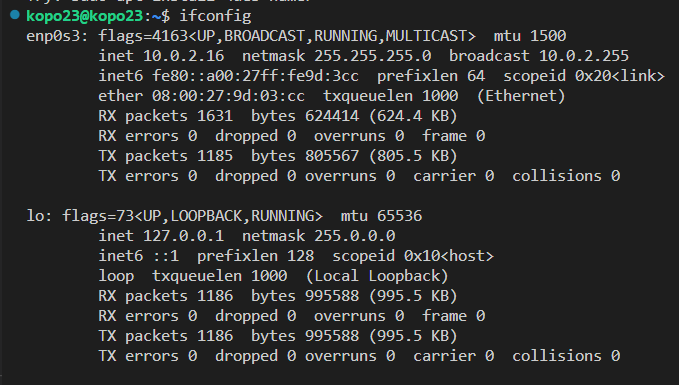 kopo23@kopo23:~$ ifconfig
enp0s3: flags=4163<UP,BROADCAST,RUNNING,MULTICAST>  mtu 1500
        inet 10.0.2.16  netmask 255.255.255.0  broadcast 10.0.2.255
        inet6 fe80::a00:27ff:fe9d:3cc  prefixlen 64  scopeid 0x20<link>
        ether 08:00:27:9d:03:cc  txqueuelen 1000  (Ethernet)
        RX packets 1631  bytes 624414 (624.4 KB)
        RX errors 0  dropped 0  overruns 0  frame 0
        TX packets 1185  bytes 805567 (805.5 KB)
        TX errors 0  dropped 0 overruns 0  carrier 0  collisions 0

lo: flags=73<UP,LOOPBACK,RUNNING>  mtu 65536
        inet 127.0.0.1  netmask 255.0.0.0
        inet6 ::1  prefixlen 128  scopeid 0x10<host>
        loop  txqueuelen 1000  (Local Loopback)
        RX packets 1186  bytes 995588 (995.5 KB)
        RX errors 0  dropped 0  overruns 0  frame 0
        TX packets 1186  bytes 995588 (995.5 KB)
        TX errors 0  dropped 0 overruns 0  carrier 0  collisions 0